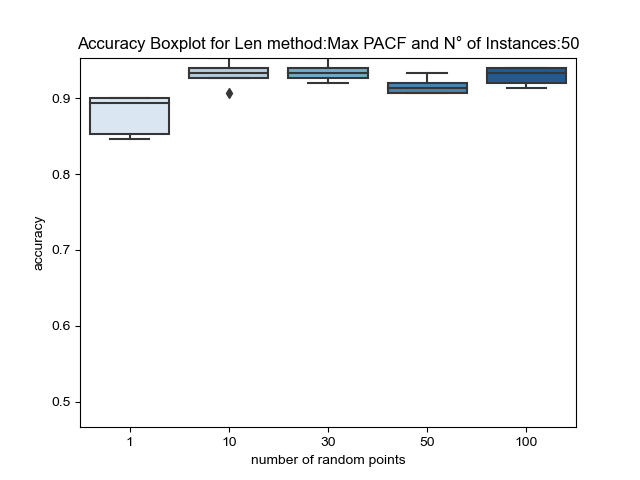 Accuracy Boxplot for Len method:Max PACF and N° of Instances:50
0.9
0.8
0.7
0.6
0.5
accuracy
1 10 30 50 100
number of random points